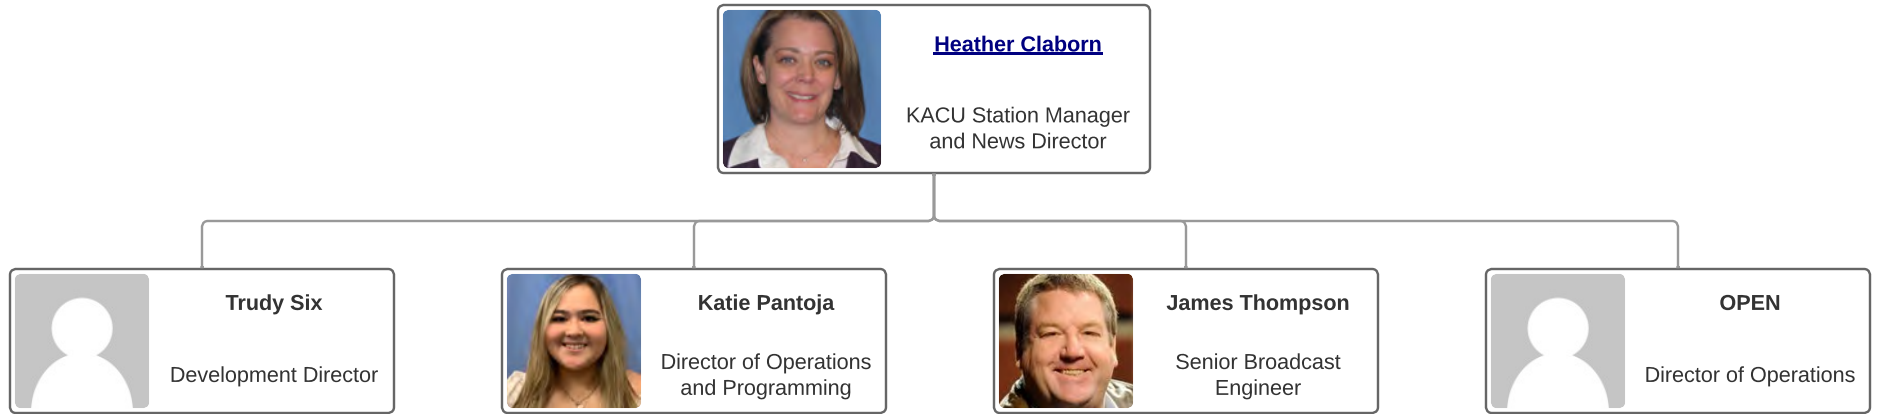 Heather Claborn
KACU Station Manager
and News Director
Trudy Six
Development Director
Katie Pantoja
Director of Operations
and Programming
James Thompson
Senior Broadcast
Engineer
OPEN
Director of Operations